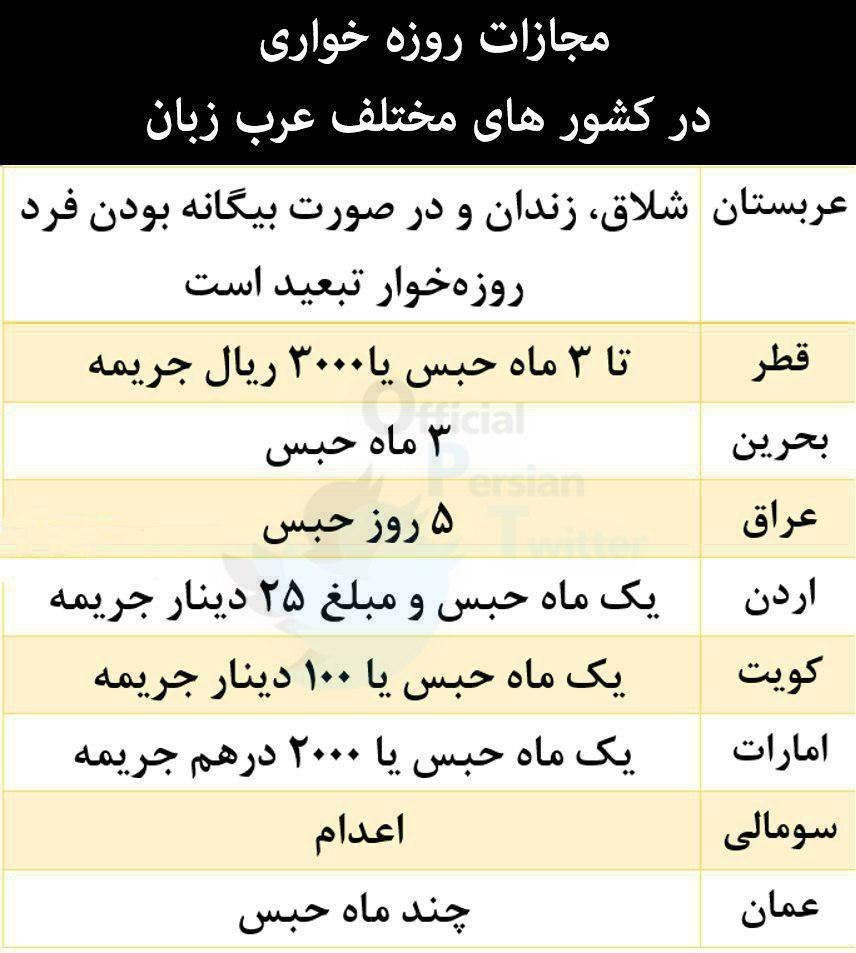 مجازات روزه خواری
در کشور های مختلف عرب زبان
عربستان شلاق، زندان و در صورت بیگانه بودن فرد
روزه‌خوار تبعید است
قطر تا ۳ ماه حبس یا۳۰۰۰ ریال جریمه
Official
بحرین ۳ ماه حبس
Persian
عراق ۵ روز حبس
Twitter
اردن یک ماه حبس و مبلغ ۲۵ دینار جریمه
کویت یک ماه حبس یا ۱۰۰ دینار جریمه
امارات یک ماه حبس یا ۲۰۰۰ درهم جریمه
سومالی اعدام
عمان چند ماه حبس